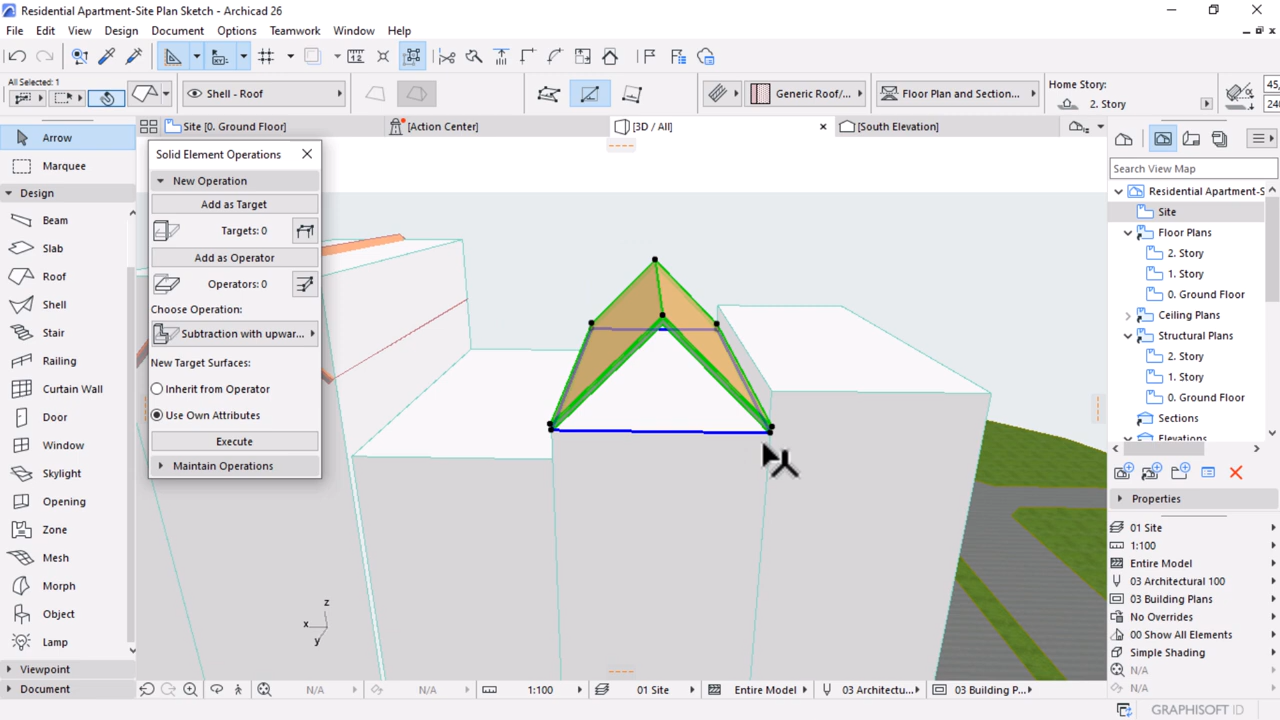 Residential Apartment-Site Plan Sketch - Archicad 26
File Edit View Design Document Options Teamwork Window Help
All Selected: 1
Shell - Roof
Generic Roof/...
Floor Plan and Section...
Home Story:
2. Story
45,
240
Arrow
Marquee
Design
Beam
Slab
Roof
Shell
Stair
Railing
Curtain Wall
Door
Window
Skylight
Opening
Zone
Mesh
Morph
Object
Lamp
Viewpoint
Document
Site [0. Ground Floor]
[Action Center]
[3D / All]
[South Elevation]
Solid Element Operations
New Operation
Add as Target
Targets: 0
Add as Operator
Operators: 0
Choose Operation:
Subtraction with upwar...
New Target Surfaces:
Inherit from Operator
Use Own Attributes
Execute
Maintain Operations
z
x
y
Search View Map
Residential Apartment-S
Site
Floor Plans
2. Story
1. Story
0. Ground Floor
Ceiling Plans
Structural Plans
2. Story
1. Story
0. Ground Floor
Sections
Elevations
Properties
01 Site
1:100
Entire Model
03 Architectural 100
03 Building Plans
No Overrides
00 Show All Elements
Simple Shading
N/A
N/A
N/A
N/A
1:100
01 Site
Entire Model
03 Architectu...
03 Building P...
GRAPHISOFT ID